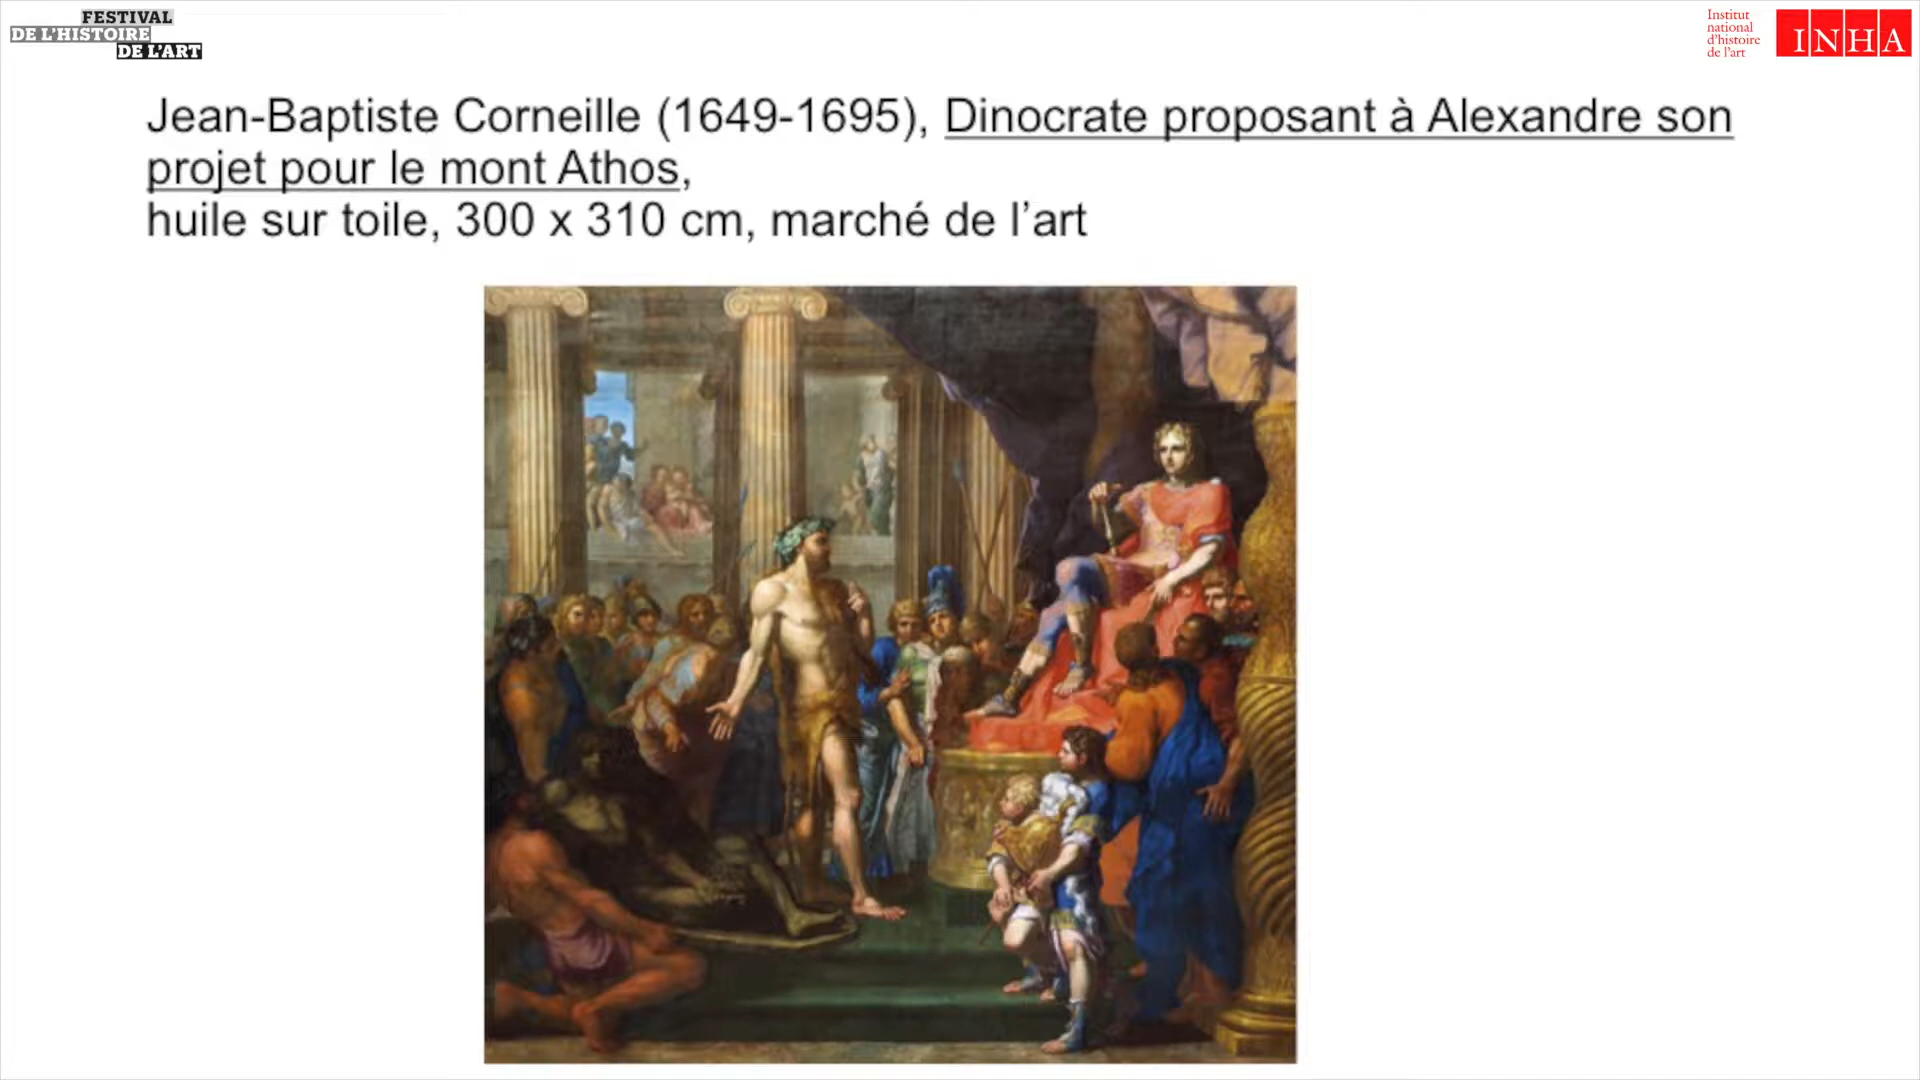 FESTIVAL
DE L'HISTOIRE
DE L'ART
Institut
national
d'histoire
de l'art
INHA
Jean-Baptiste Corneille (1649-1695), Dinocrate proposant à Alexandre son
projet pour le mont Athos,
huile sur toile, 300 x 310 cm, marché de l’art